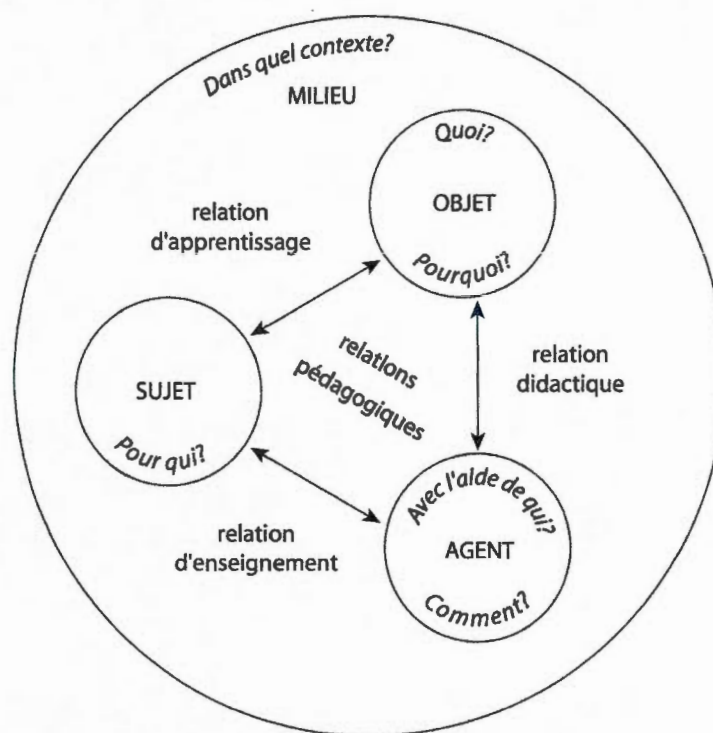 Dans quel contexte?
MILIEU
Quoi?
OBJET
Pourquoi?
relation
d'apprentissage
relations
pédagogiques
relation
didactique
SUJET
Pour qui?
Avec l'aide de qui?
AGENT
Comment?
relation
d'enseignement